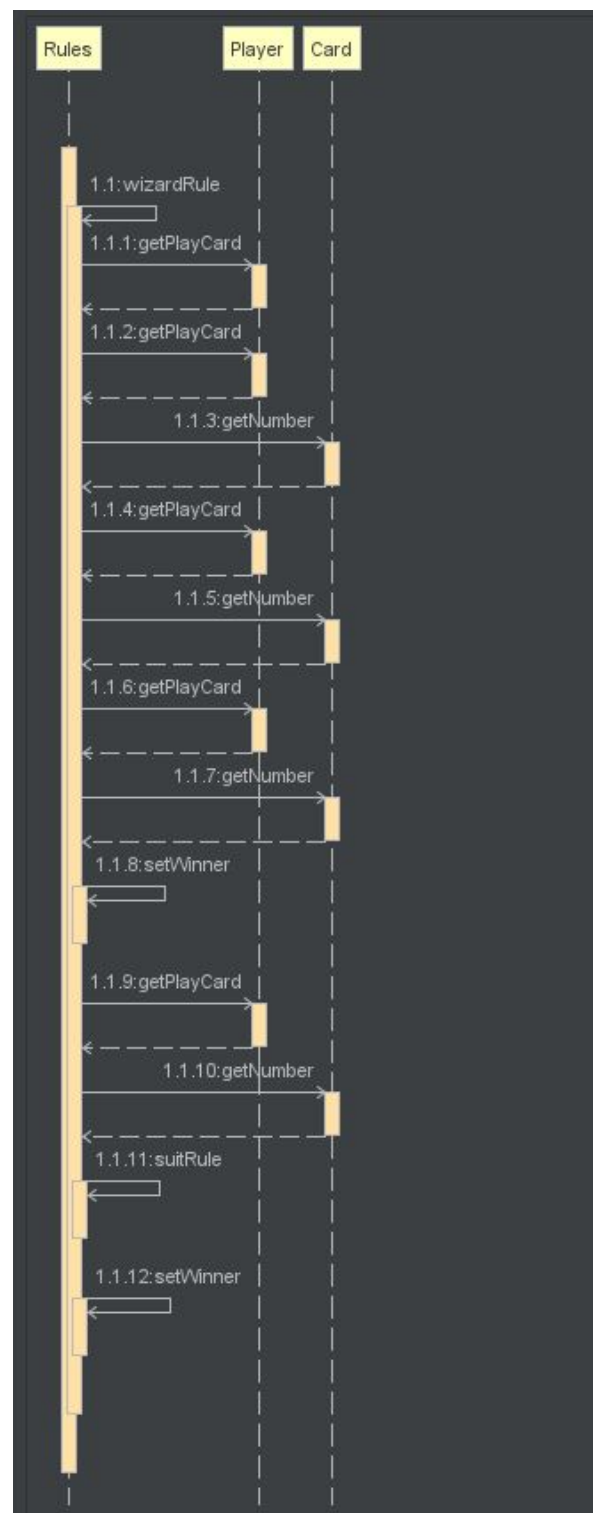 Rules Player Card
1.1:wizardRule
1.1.1:getPlayCard
1.1.2:getPlayCard
1.1.3:getNumber
1.1.4:getPlayCard
1.1.5:getNumber
1.1.6:getPlayCard
1.1.7:getNumber
1.1.8:setWinner
1.1.9:getPlayCard
1.1.10:getNumber
1.1.11:suitRule
1.1.12:setWinner